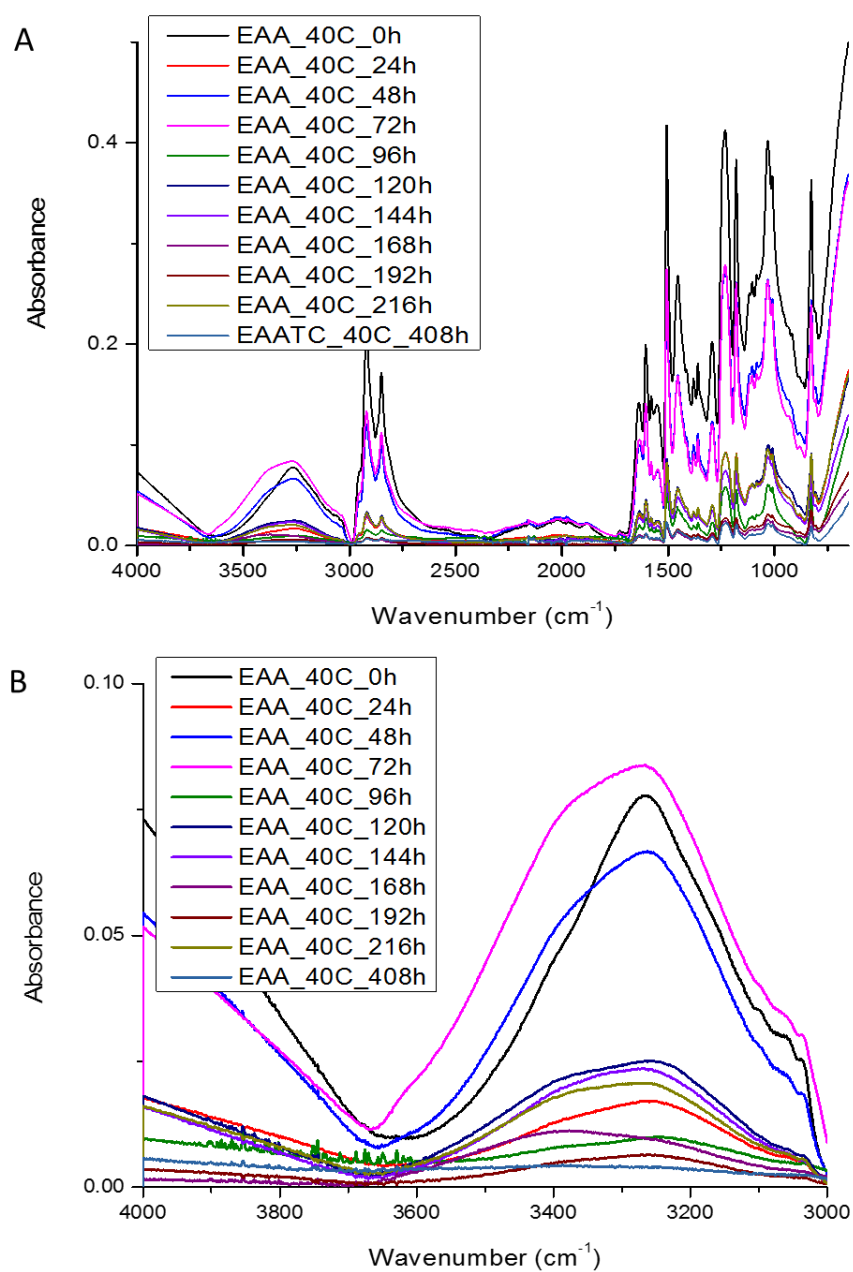 A
EAA_40C_0h
EAA_40C_24h
EAA_40C_48h
EAA_40C_72h
EAA_40C_96h
EAA_40C_120h
EAA_40C_144h
EAA_40C_168h
EAA_40C_192h
EAA_40C_216h
EAATC_40C_408h
0.4
0.2
0.0
Absorbance
4000 3500 3000 2500 2000 1500 1000
Wavenumber (cm⁻¹)
B
EAA_40C_0h
EAA_40C_24h
EAA_40C_48h
EAA_40C_72h
EAA_40C_96h
EAA_40C_120h
EAA_40C_144h
EAA_40C_168h
EAA_40C_192h
EAA_40C_216h
EAA_40C_408h
0.10
0.05
0.00
Absorbance
4000 3800 3600 3400 3200 3000
Wavenumber (cm⁻¹)